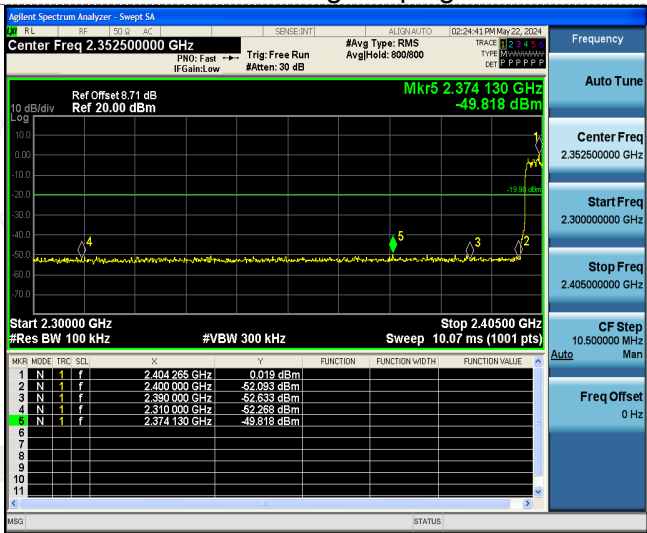 Agilent Spectrum Analyzer - Swept SA
RL RF 50 Ω AC SENSE:INT ALIGN AUTO 02:24:41 PM May 22, 2024
Center Freq 2.352500000 GHz
PNO: Fast
IFGain:Low
Trig: Free Run
#Atten: 30 dB
#Avg Type: RMS
Avg|Hold: 800/800
TRACE 1 2 3 4 5 6
TYPE M
DET P P P P P P
Frequency
Ref Offset 8.71 dB
Ref 20.00 dBm
10 dB/div
Log
Mkr5 2.374 130 GHz
-49.818 dBm
10.0
0.00
-10.0
-20.0
-30.0
-40.0
-50.0
-60.0
-70.0
1
-19.98 dBm
4
5
3
2
Start 2.30000 GHz
Stop 2.40500 GHz
#Res BW 100 kHz
#VBW 300 kHz
Sweep 10.07 ms (1001 pts)
MKR MODE TRC SCL X Y FUNCTION FUNCTION WIDTH FUNCTION VALUE
1 N 1 f 2.404 265 GHz 0.019 dBm
2 N 1 f 2.400 000 GHz -52.093 dBm
3 N 1 f 2.390 000 GHz -52.633 dBm
4 N 1 f 2.310 000 GHz -52.268 dBm
5 N 1 f 2.374 130 GHz -49.818 dBm
6
7
8
9
10
11
MSG
STATUS
Auto Tune
Center Freq
2.352500000 GHz
Start Freq
2.300000000 GHz
Stop Freq
2.405000000 GHz
CF Step
10.500000 MHz
Auto Man
Freq Offset
0 Hz